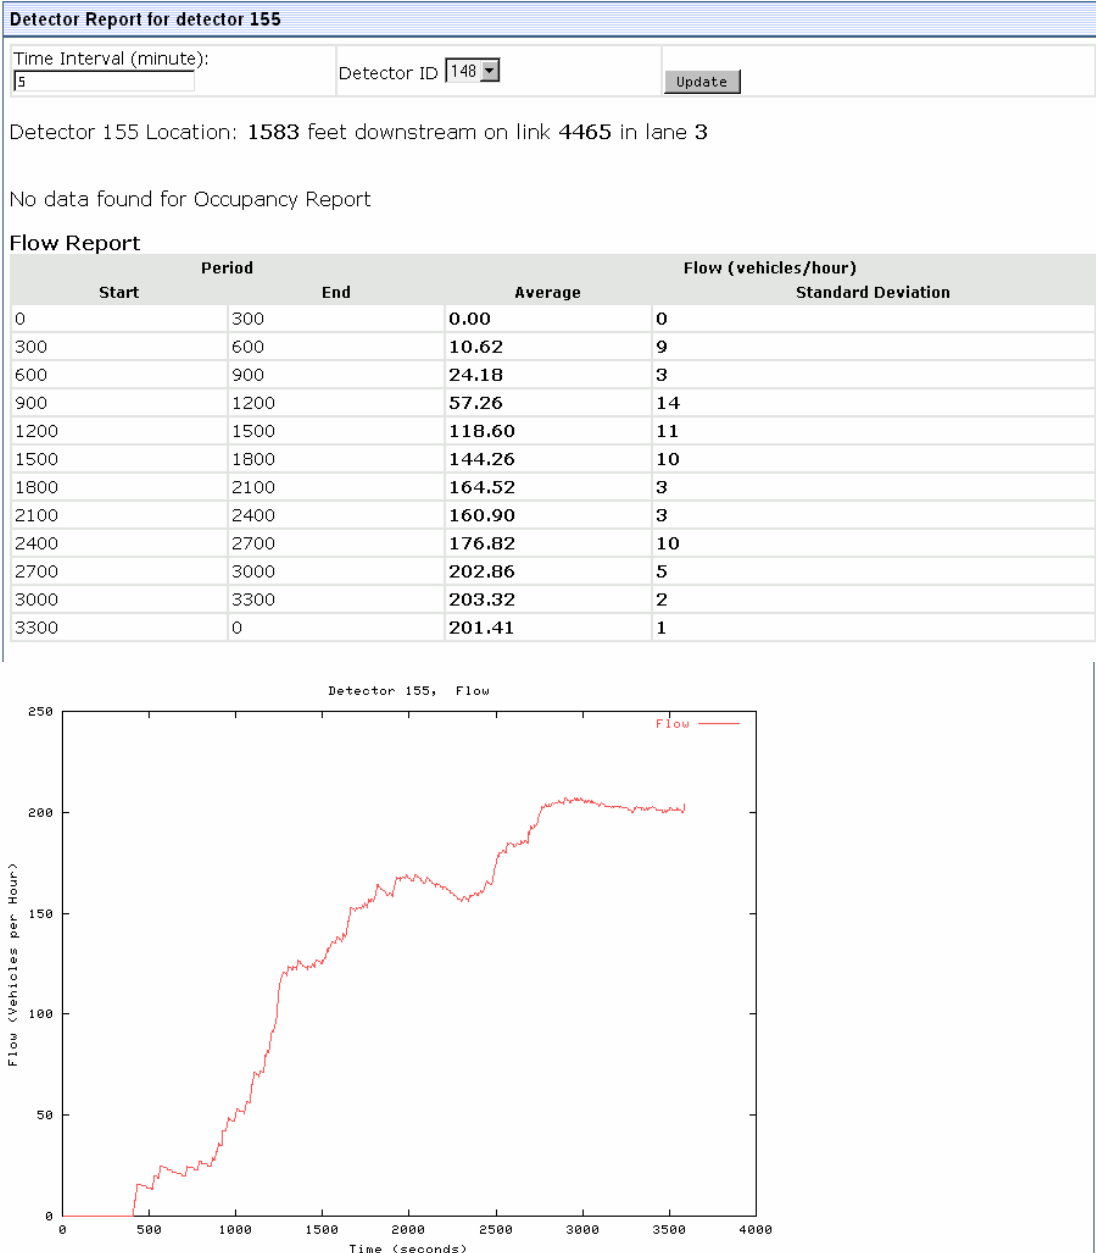 Detector Report for detector 155
Time Interval (minute):
5
Detector ID 148
Update
Detector 155 Location: 1583 feet downstream on link 4465 in lane 3
No data found for Occupancy Report
Flow Report
Period Flow (vehicles/hour)
Start End Average Standard Deviation
0 300 0.00 0
300 600 10.62 9
600 900 24.18 3
900 1200 57.26 14
1200 1500 118.60 11
1500 1800 144.26 10
1800 2100 164.52 3
2100 2400 160.90 3
2400 2700 176.82 10
2700 3000 202.86 5
3000 3300 203.32 2
3300 0 201.41 1
Detector 155, Flow
Flow
250
200
150
100
50
0
Flow (Vehicles per Hour)
0 500 1000 1500 2000 2500 3000 3500 4000
Time (seconds)